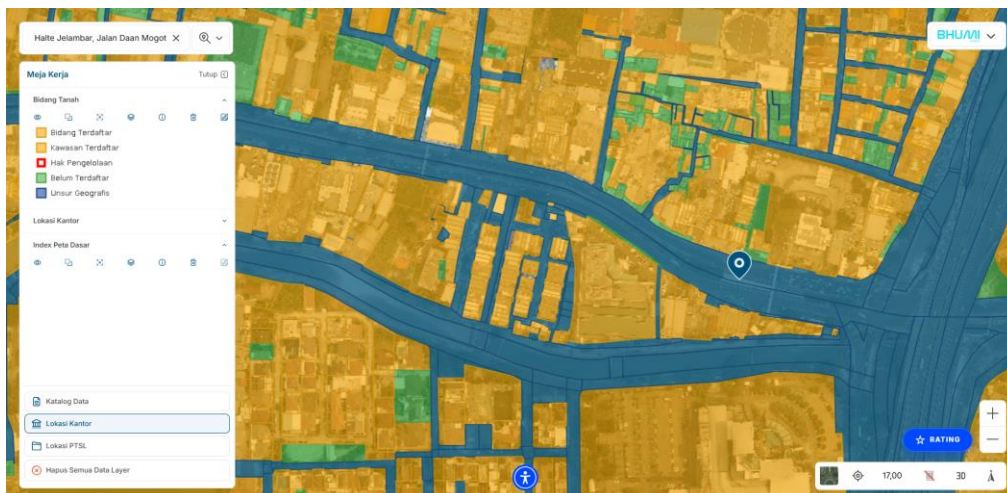 Halte Jelambar, Jalan Daan Mogot
BHUMI
Meja Kerja
Tutup
Bidang Tanah
Bidang Terdaftar
Kawasan Terdaftar
Hak Pengelolaan
Belum Terdaftar
Unsur Geografis
Lokasi Kantor
Index Peta Dasar
Katalog Data
Lokasi Kantor
Lokasi PTSL
Hapus Semua Data Layer
RATING
17,00
3D